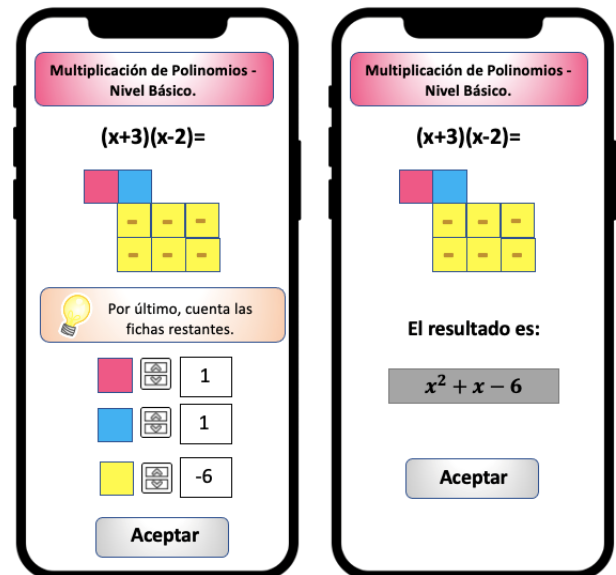 Multiplicación de Polinomios -
Nivel Básico.
(x+3)(x-2)=
- - -
- - -
Por último, cuenta las
fichas restantes.
1
1
-6
Aceptar
Multiplicación de Polinomios -
Nivel Básico.
(x+3)(x-2)=
- - -
- - -
El resultado es:
x² + x − 6
Aceptar